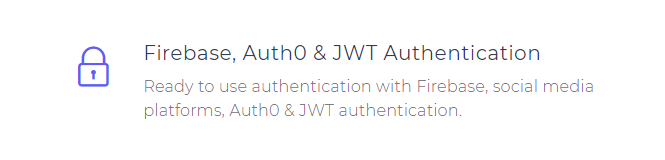 Firebase, Auth0 & JWT Authentication
Ready to use authentication with Firebase, social media
platforms, Auth0 & JWT authentication.